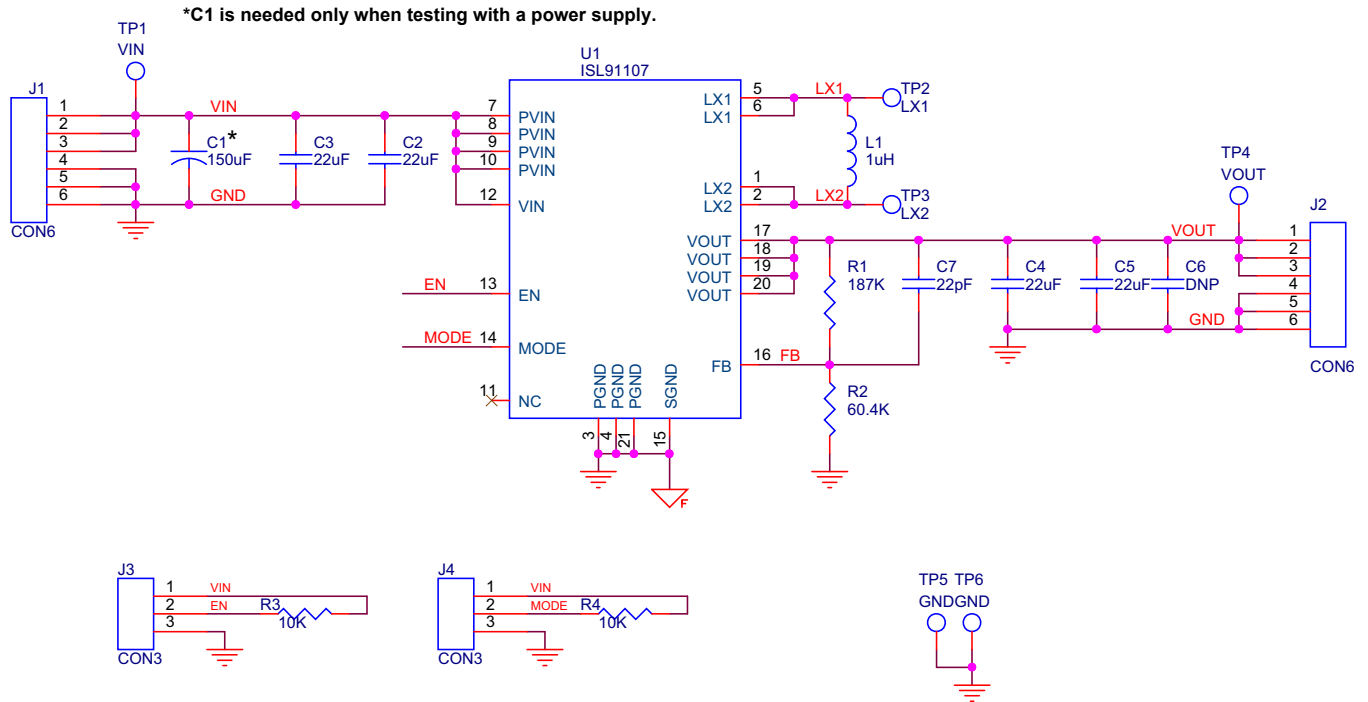 *C1 is needed only when testing with a power supply.
TP1
VIN
J1
1
2
3
4
5
6
CON6
VIN
GND
C1*
150uF
C3
22uF
C2
22uF
U1
ISL91107
7
8
9
10
12
13
14
11
PVIN
PVIN
PVIN
PVIN
VIN
EN
EN
MODE
MODE
NC
PGND
PGND
PGND
SGND
3
4
21
15
F
LX1
LX1
LX2
LX2
VOUT
VOUT
VOUT
VOUT
FB
5
6
1
2
17
18
19
20
16
LX1
TP2
LX1
L1
1uH
LX2
TP3
LX2
FB
R1
187K
R2
60.4K
C7
22pF
C4
22uF
C5
22uF
C6
DNP
VOUT
GND
TP4
VOUT
J2
1
2
3
4
5
6
CON6
J3
1
2
3
CON3
VIN
EN
R3
10K
J4
1
2
3
CON3
VIN
MODE
R4
10K
TP5 TP6
GNDGND